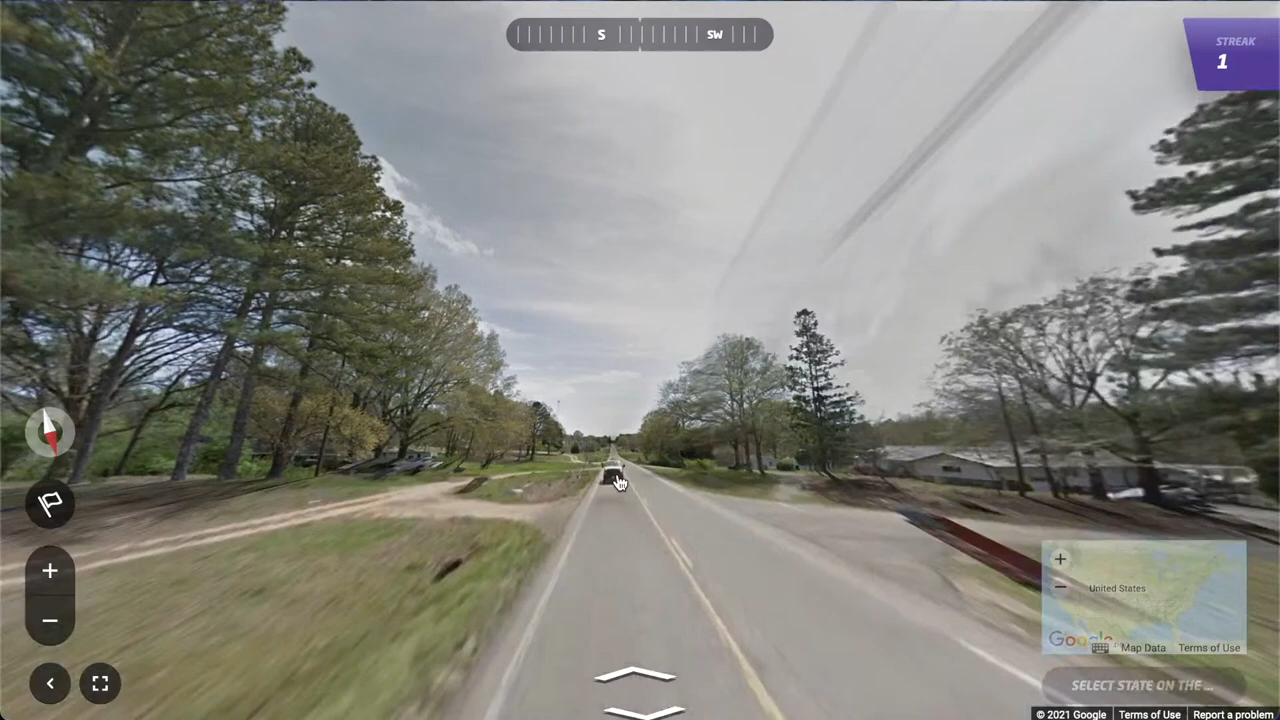 S
SW
STREAK
1
United States
Google
Map Data
Terms of Use
SELECT STATE ON THE ...
© 2021 Google
Terms of Use
Report a problem